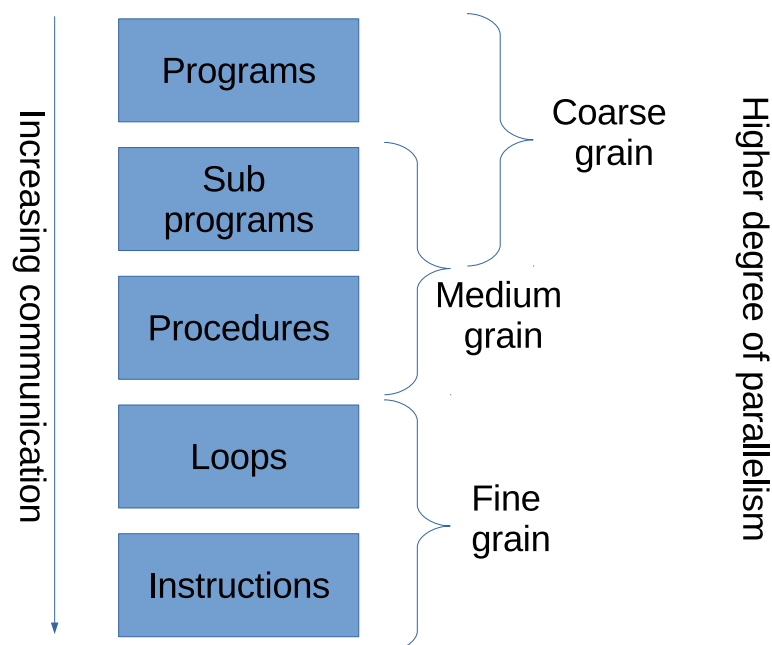 Increasing communication
Programs
Sub
programs
Procedures
Loops
Instructions
Coarse
grain
Medium
grain
Fine
grain
Higher degree of parallelism